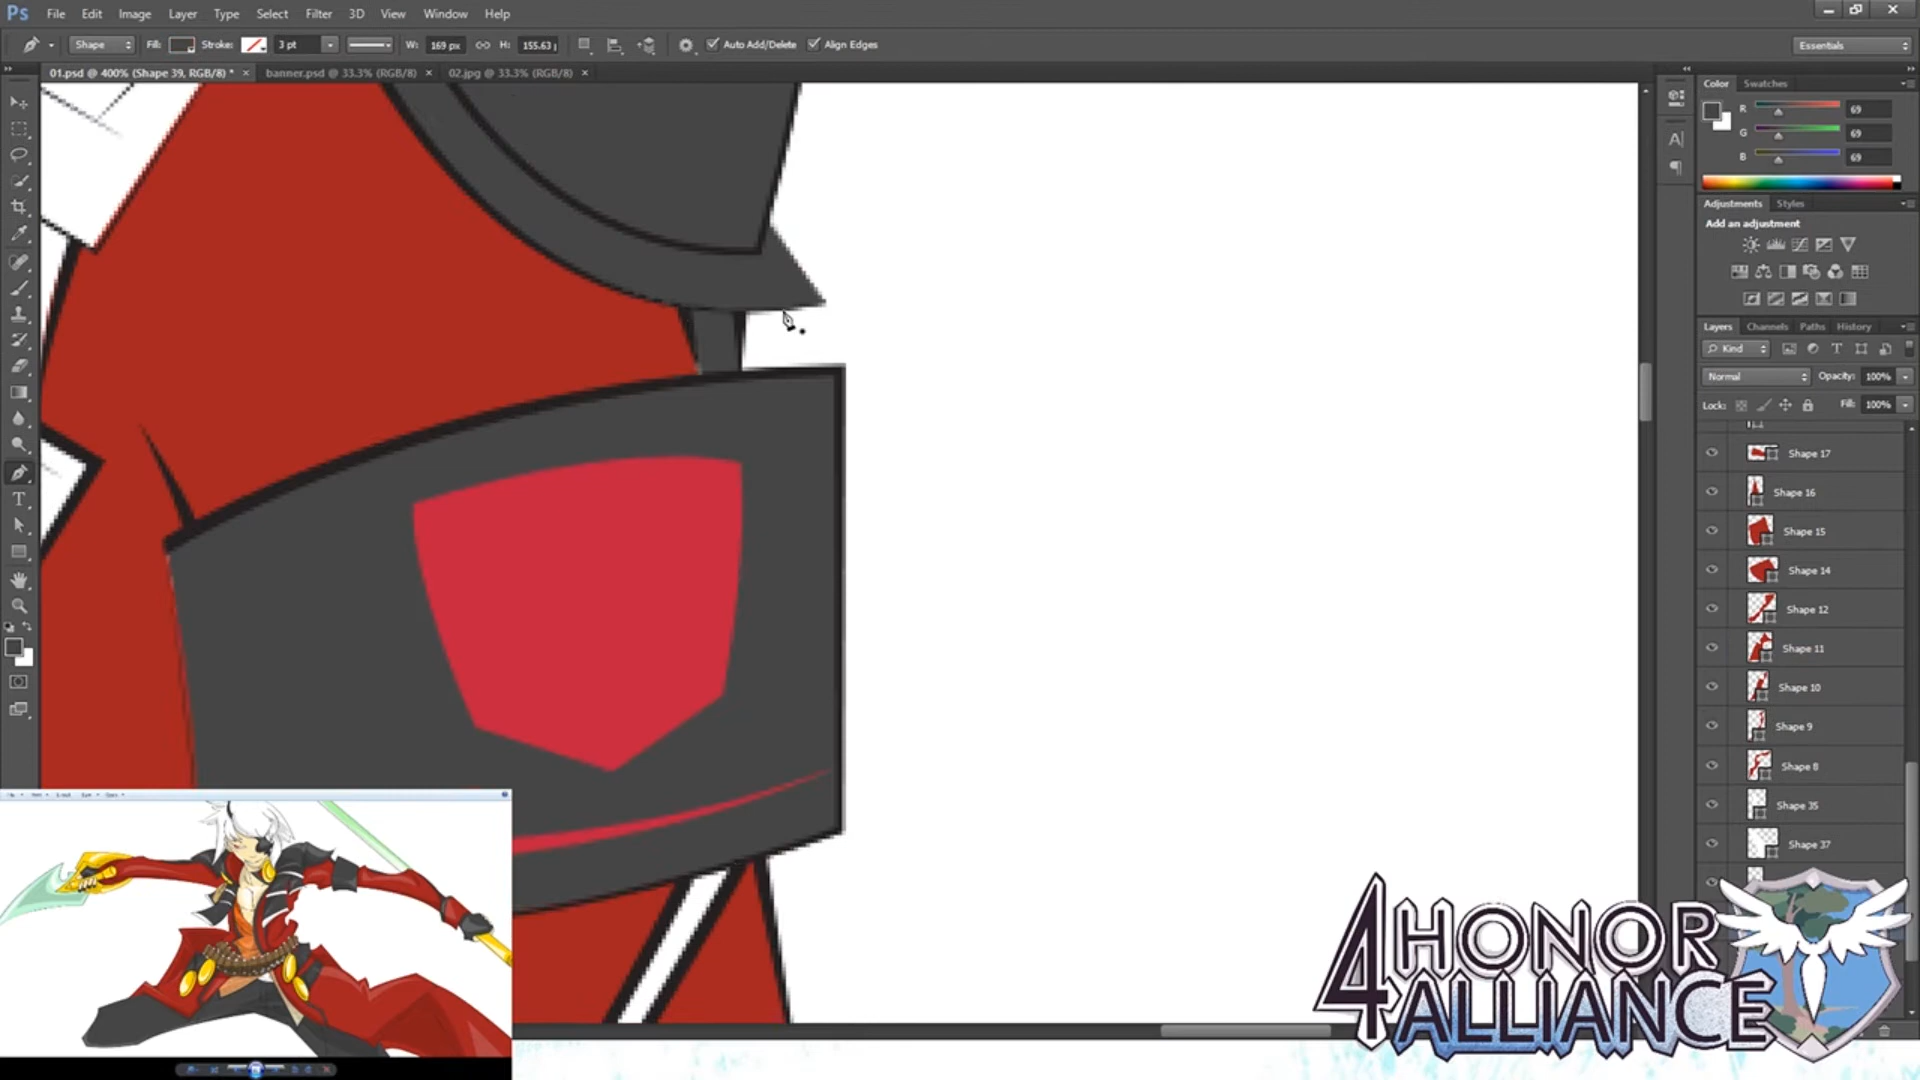 Ps File Edit Image Layer Type Select Filter 3D View Window Help
Shape Fill: Stroke: 3 pt W: 169 px H: 155.63 Auto Add/Delete Align Edges Essentials
01.psd @ 400% (Shape 39, RGB/8) * × banner.psd @ 33.3% (RGB/8) × 02.jpg @ 33.3% (RGB/8) ×
Color Swatches
R 69
G 69
B 69
Adjustments Styles
Add an adjustment
Layers Channels Paths History
Kind
Normal Opacity: 100%
Lock: Fill: 100%
Shape 17
Shape 16
Shape 15
Shape 14
Shape 12
Shape 11
Shape 10
Shape 9
Shape 8
Shape 35
Shape 37
4 HONOR
ALLIANCE